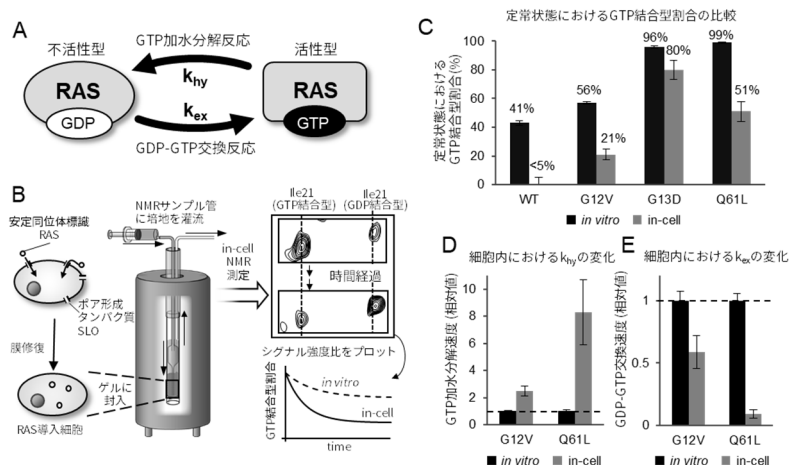 A
不活性型
GTP加水分解反応
活性型
khy
RAS
GDP
RAS
GTP
kex
GDP-GTP交換反応
B
安定同位体標識
RAS
NMRサンプル管
に培地を灌流
in-cell
NMR
測定
ポア形成
タンパク質
SLO
膜修復
ゲルに
封入
RAS導入細胞
Ile21
(GTP結合型)
Ile21
(GDP結合型)
時間経過
シグナル強度比をプロット
GTP結合型割合
in vitro
in-cell
time
C
定常状態におけるGTP結合型割合の比較
定常状態における
GTP結合型割合(%)
100
80
60
40
20
0
41%
<5%
56%
21%
96%
80%
99%
51%
WT
G12V
G13D
Q61L
in vitro
in-cell
D
細胞内におけるkhyの変化
GTP加水分解速度 (相対値)
10
8
6
4
2
0
G12V
Q61L
in vitro
in-cell
E
細胞内におけるkexの変化
GDP-GTP交換速度 (相対値)
1
0.5
0
G12V
Q61L
in vitro
in-cell